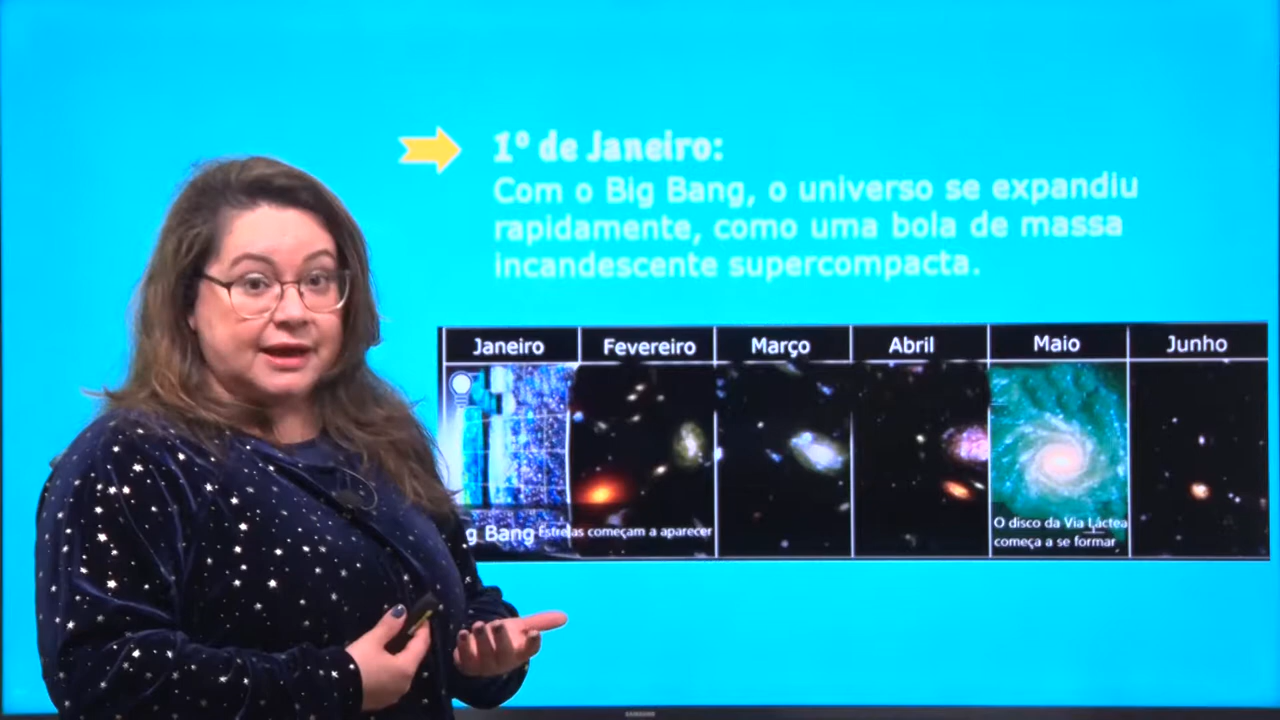 1º de Janeiro:
Com o Big Bang, o universo se expandiu
rapidamente, como uma bola de massa
incandescente supercompacta.
Janeiro Fevereiro Março Abril Maio Junho
g Bang Estrelas começam a aparecer
O disco da Via Láctea
começa a se formar
SAMSUNG